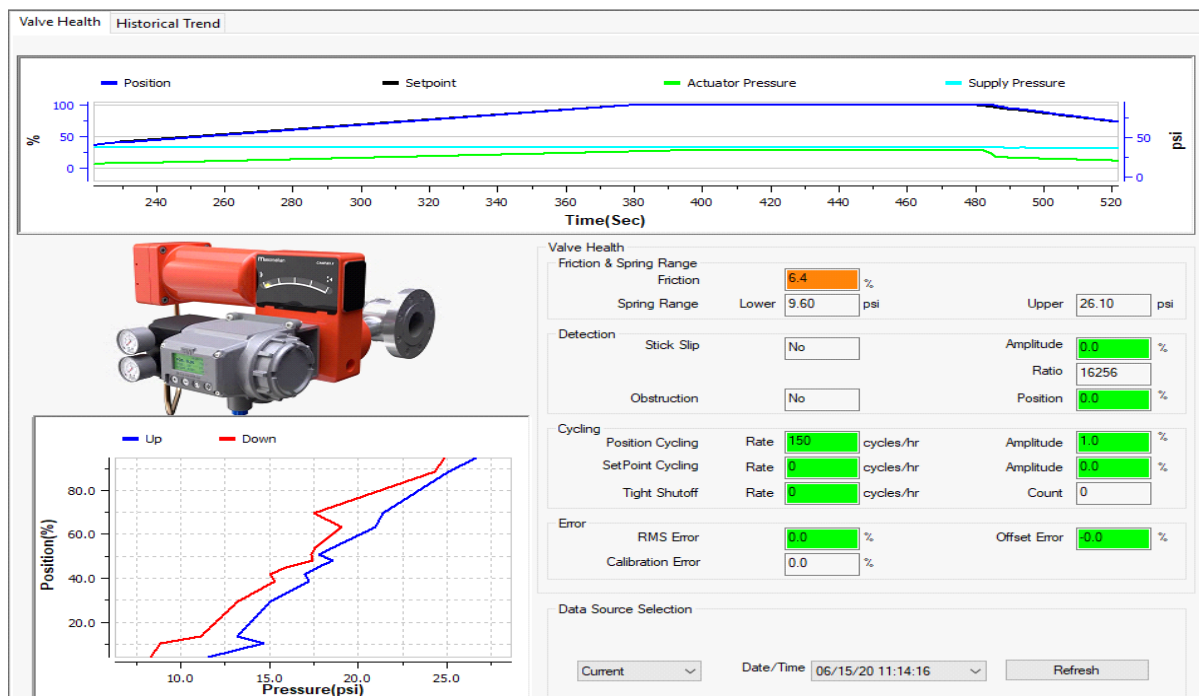 Valve Health Historical Trend
Position Setpoint Actuator Pressure Supply Pressure
100
50
0
%
50
0
psi
240 260 280 300 320 340 360 380 400 420 440 460 480 500 520
Time(Sec)
Masoneilan
Up Down
80.0
60.0
40.0
20.0
Position(%)
10.0 15.0 20.0 25.0
Pressure(psi)
Valve Health
Friction & Spring Range
Friction 6.4 %
Spring Range Lower 9.60 psi Upper 26.10 psi
Detection
Stick Slip No Amplitude 0.0 %
Ratio 16256
Obstruction No Position 0.0 %
Cycling
Position Cycling Rate 150 cycles/hr Amplitude 1.0 %
SetPoint Cycling Rate 0 cycles/hr Amplitude 0.0 %
Tight Shutoff Rate 0 cycles/hr Count 0
Error
RMS Error 0.0 % Offset Error -0.0 %
Calibration Error 0.0 %
Data Source Selection
Current Date/Time 06/15/20 11:14:16 Refresh